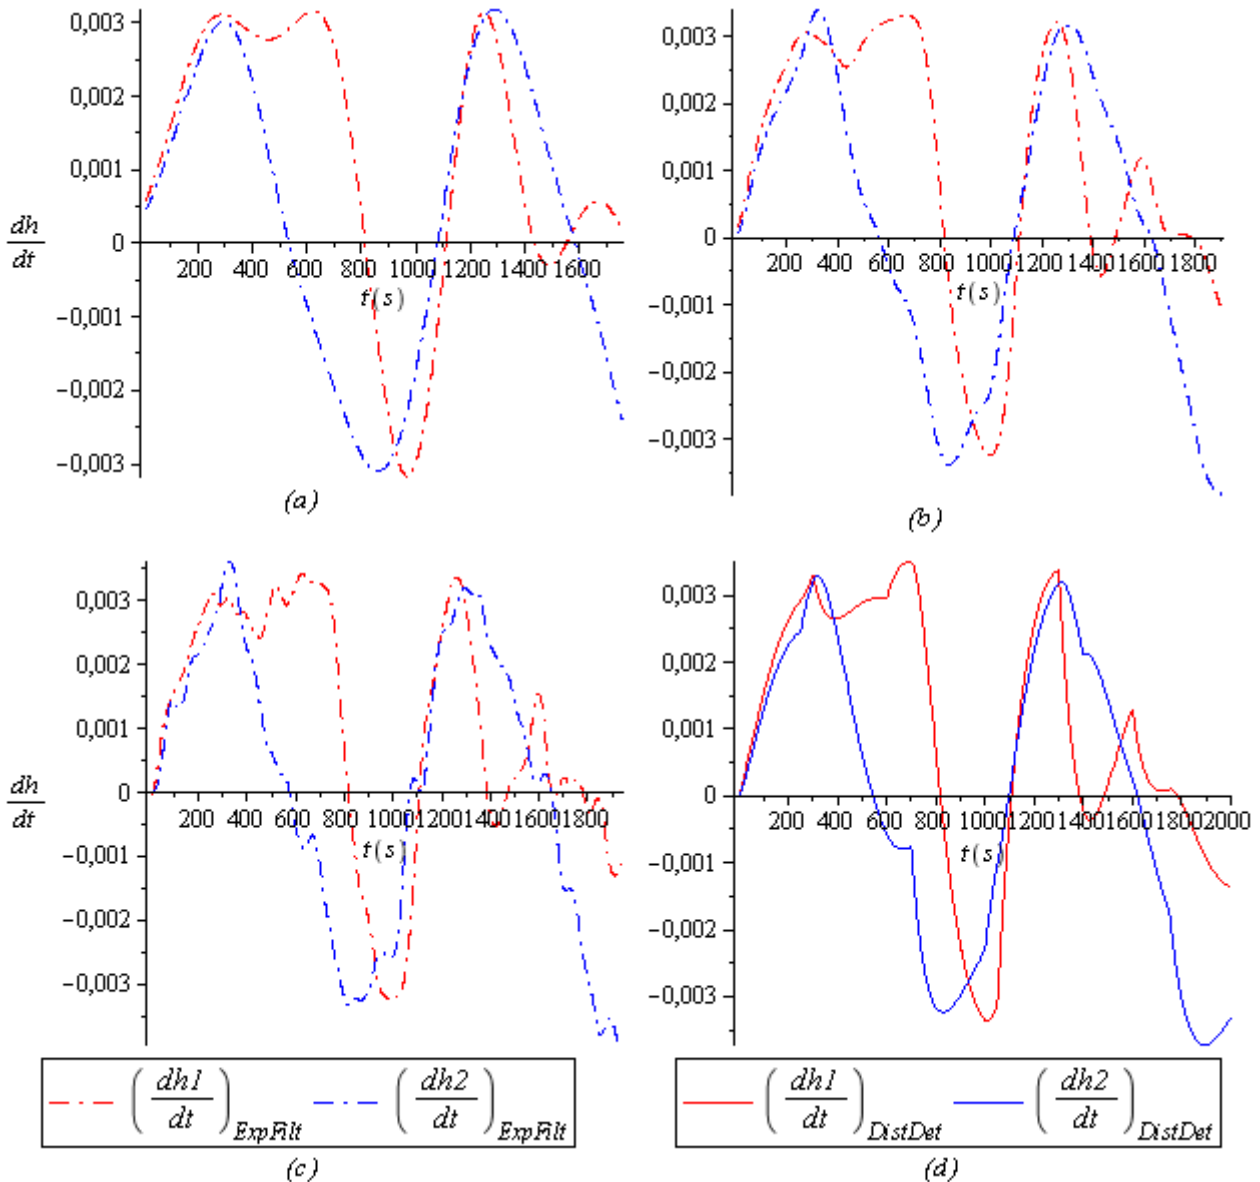 0,003
0,002
0,001
0
−0,001
−0,002
−0,003
dh
dt
200 400 600 800 1000 1200 1400 1600
t(s)
(a)
0,003
0,002
0,001
0
−0,001
−0,002
−0,003
200 400 600 800 1000 1200 1400 1600 1800
t(s)
(b)
0,003
0,002
0,001
0
−0,001
−0,002
−0,003
dh
dt
200 400 600 800 1000 1200 1400 1600 1800
t(s)
(dh1/dt)ExpFilt (dh2/dt)ExpFilt
(c)
0,003
0,002
0,001
0
−0,001
−0,002
−0,003
200 400 600 800 1000 1200 1400 1600 1800 2000
t(s)
(dh1/dt)DistDet (dh2/dt)DistDet
(d)